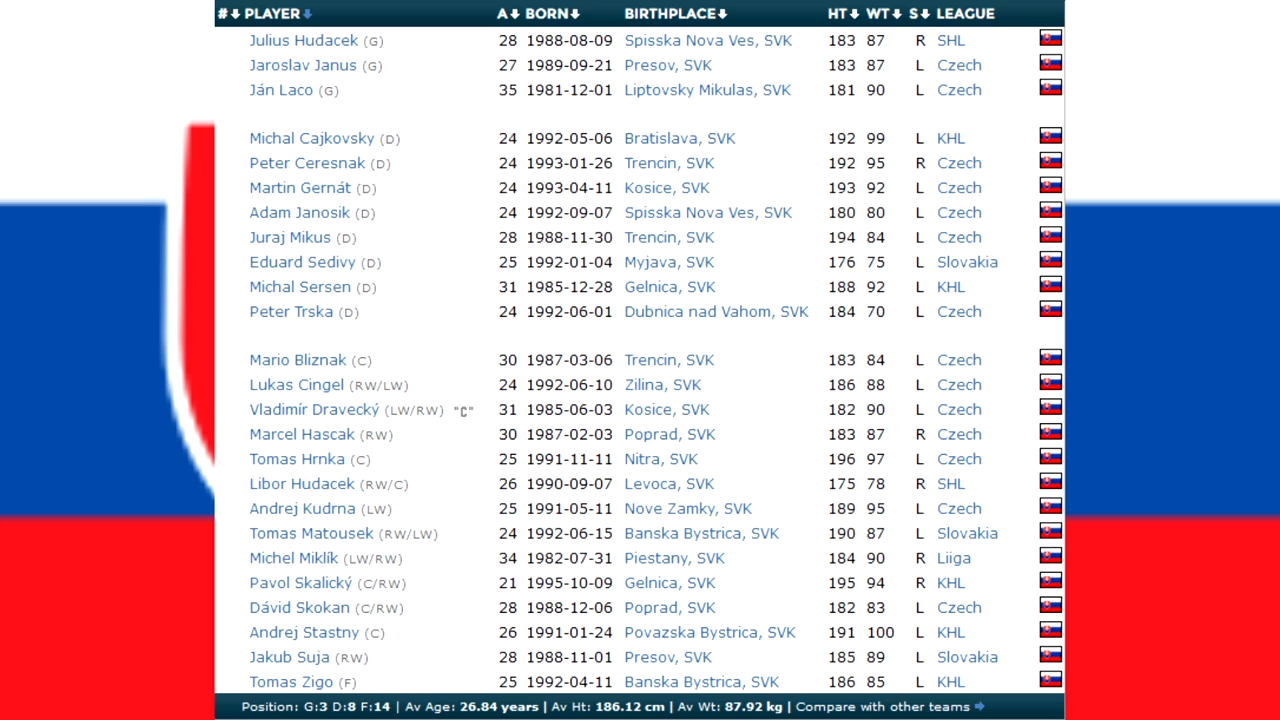 #⬇ PLAYER⬇ A⬇ BORN⬇ BIRTHPLACE⬇ HT⬇ WT⬇ S⬇ LEAGUE
Julius Hudacek (G) 28 1988-08-09 Spisska Nova Ves, SVK 183 87 R SHL
Jaroslav Janus (G) 27 1989-09-21 Presov, SVK 183 87 L Czech
Ján Laco (G) 35 1981-12-01 Liptovsky Mikulas, SVK 181 90 L Czech
Michal Cajkovsky (D) 24 1992-05-06 Bratislava, SVK 192 99 L KHL
Peter Ceresnak (D) 24 1993-01-26 Trencin, SVK 192 95 R Czech
Martin Gernát (D) 24 1993-04-11 Kosice, SVK 193 92 L Czech
Adam Janosik (D) 24 1992-09-07 Spisska Nova Ves, SVK 180 80 L Czech
Juraj Mikus (D) 28 1988-11-30 Trencin, SVK 194 84 L Czech
Eduard Sedivy (D) 25 1992-01-04 Myjava, SVK 176 75 L Slovakia
Michal Sersen (D) 31 1985-12-28 Gelnica, SVK 188 92 L KHL
Peter Trska (D) 24 1992-06-01 Dubnica nad Vahom, SVK 184 70 L Czech
Mario Bliznak (C) 30 1987-03-06 Trencin, SVK 183 84 L Czech
Lukas Cingel (RW/LW) 24 1992-06-10 Zilina, SVK 186 88 L Czech
Vladimír Dravecký (LW/RW) "C" 31 1985-06-03 Kosice, SVK 182 90 L Czech
Marcel Hascak (RW) 30 1987-02-03 Poprad, SVK 183 87 R Czech
Tomas Hrnka (C) 25 1991-11-11 Nitra, SVK 196 97 L Czech
Libor Hudacek (RW/C) 26 1990-09-07 Levoca, SVK 175 78 R SHL
Andrej Kudrna (LW) 25 1991-05-11 Nove Zamky, SVK 189 95 L Czech
Tomas Matousek (RW/LW) 24 1992-06-15 Banska Bystrica, SVK 190 87 L Slovakia
Michel Miklík (LW/RW) 34 1982-07-31 Piestany, SVK 184 90 R Liiga
Pavol Skalický (C/RW) 21 1995-10-09 Gelnica, SVK 195 94 R KHL
Dávid Skokan (C/RW) 28 1988-12-06 Poprad, SVK 182 83 L Czech
Andrej Stastny (C) 26 1991-01-24 Povazska Bystrica, SVK 191 100 L KHL
Jakub Suja (RW) 28 1988-11-01 Presov, SVK 185 89 L Slovakia
Tomas Zigo (F) 25 1992-04-11 Banska Bystrica, SVK 186 85 L KHL
Position: G:3 D:8 F:14 | Av Age: 26.84 years | Av Ht: 186.12 cm | Av Wt: 87.92 kg | Compare with other teams ➡